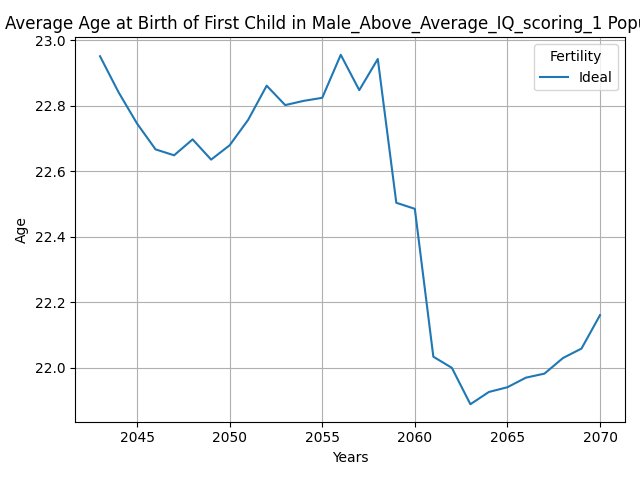 Average Age at Birth of First Child in Male_Above_Average_IQ_scoring_1 Popu
23.0
22.8
22.6
22.4
22.2
22.0
Age
Fertility
Ideal
2045 2050 2055 2060 2065 2070
Years